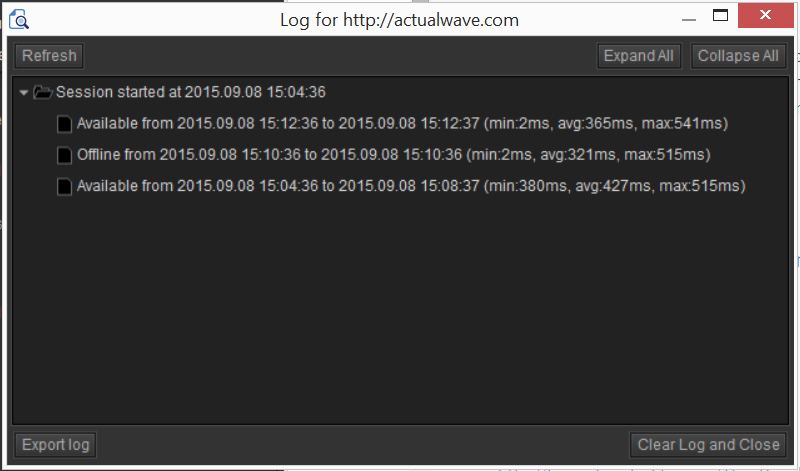 Log for http://actualwave.com
Refresh
Expand All
Collapse All
Session started at 2015.09.08 15:04:36
Available from 2015.09.08 15:12:36 to 2015.09.08 15:12:37 (min:2ms, avg:365ms, max:541ms)
Offline from 2015.09.08 15:10:36 to 2015.09.08 15:10:36 (min:2ms, avg:321ms, max:515ms)
Available from 2015.09.08 15:04:36 to 2015.09.08 15:08:37 (min:380ms, avg:427ms, max:515ms)
Export log
Clear Log and Close